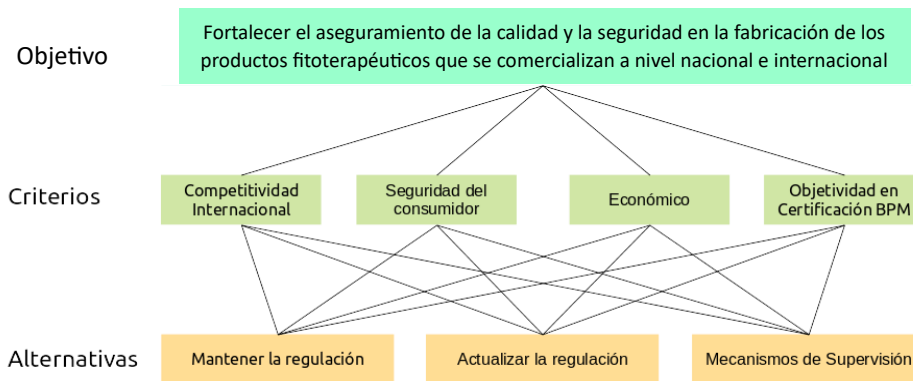 Objetivo
Fortalecer el aseguramiento de la calidad y la seguridad en la fabricación de los
productos fitoterapéuticos que se comercializan a nivel nacional e internacional
Criterios
Competitividad
Internacional
Seguridad del
consumidor
Económico
Objetividad en
Certificación BPM
Alternativas
Mantener la regulación
Actualizar la regulación
Mecanismos de Supervisión